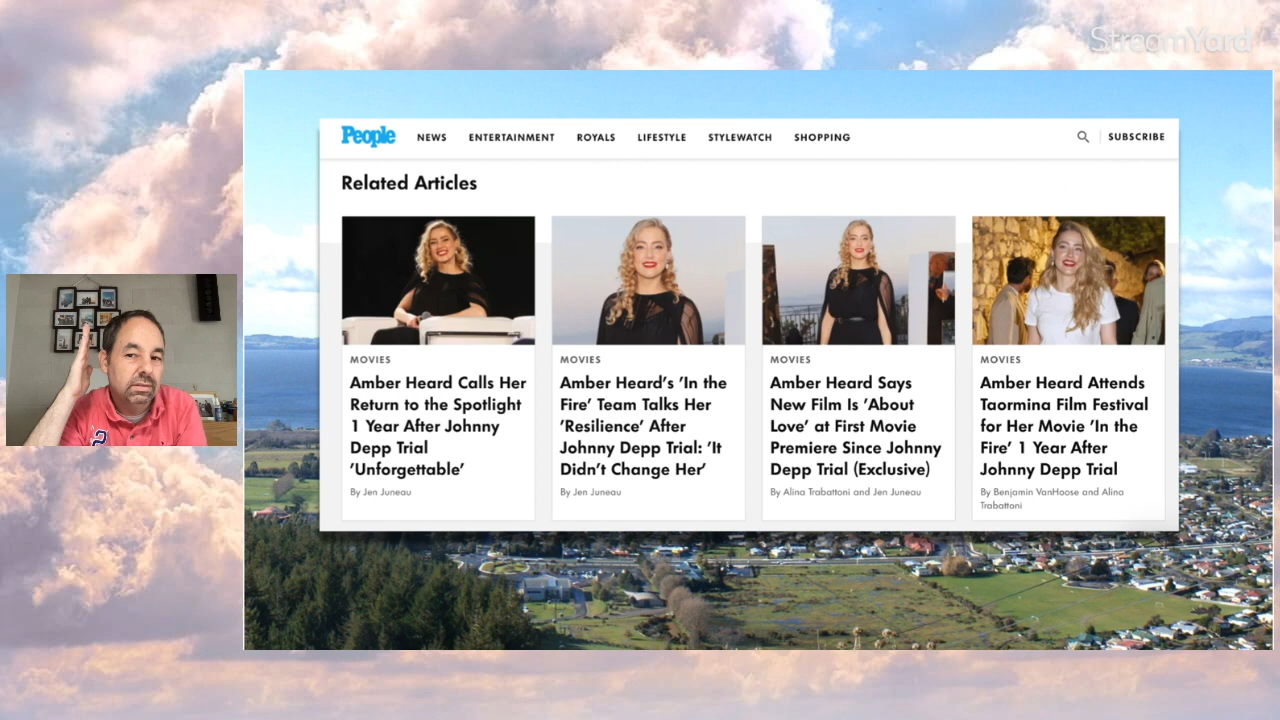 StreamYard
People NEWS ENTERTAINMENT ROYALS LIFESTYLE STYLEWATCH SHOPPING SUBSCRIBE
Related Articles
MOVIES
Amber Heard Calls Her
Return to the Spotlight
1 Year After Johnny
Depp Trial
'Unforgettable'
By Jen Juneau
MOVIES
Amber Heard's 'In the
Fire' Team Talks Her
'Resilience' After
Johnny Depp Trial: 'It
Didn't Change Her'
By Jen Juneau
MOVIES
Amber Heard Says
New Film Is 'About
Love' at First Movie
Premiere Since Johnny
Depp Trial (Exclusive)
By Alina Trabattoni and Jen Juneau
MOVIES
Amber Heard Attends
Taormina Film Festival
for Her Movie 'In the
Fire' 1 Year After
Johnny Depp Trial
By Benjamin VanHoose and Alina
Trabattoni
2